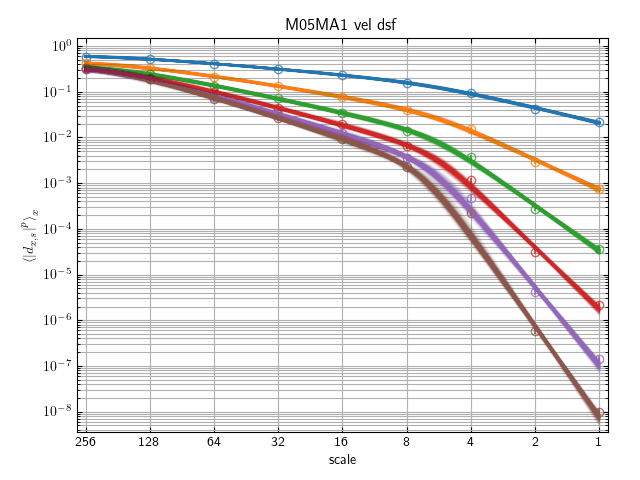 M05MA1 vel dsf
10^0
10^{-1}
10^{-2}
10^{-3}
10^{-4}
10^{-5}
10^{-6}
10^{-7}
10^{-8}
⟨|d_{x,s}|^p⟩_x
256 128 64 32 16 8 4 2 1
scale